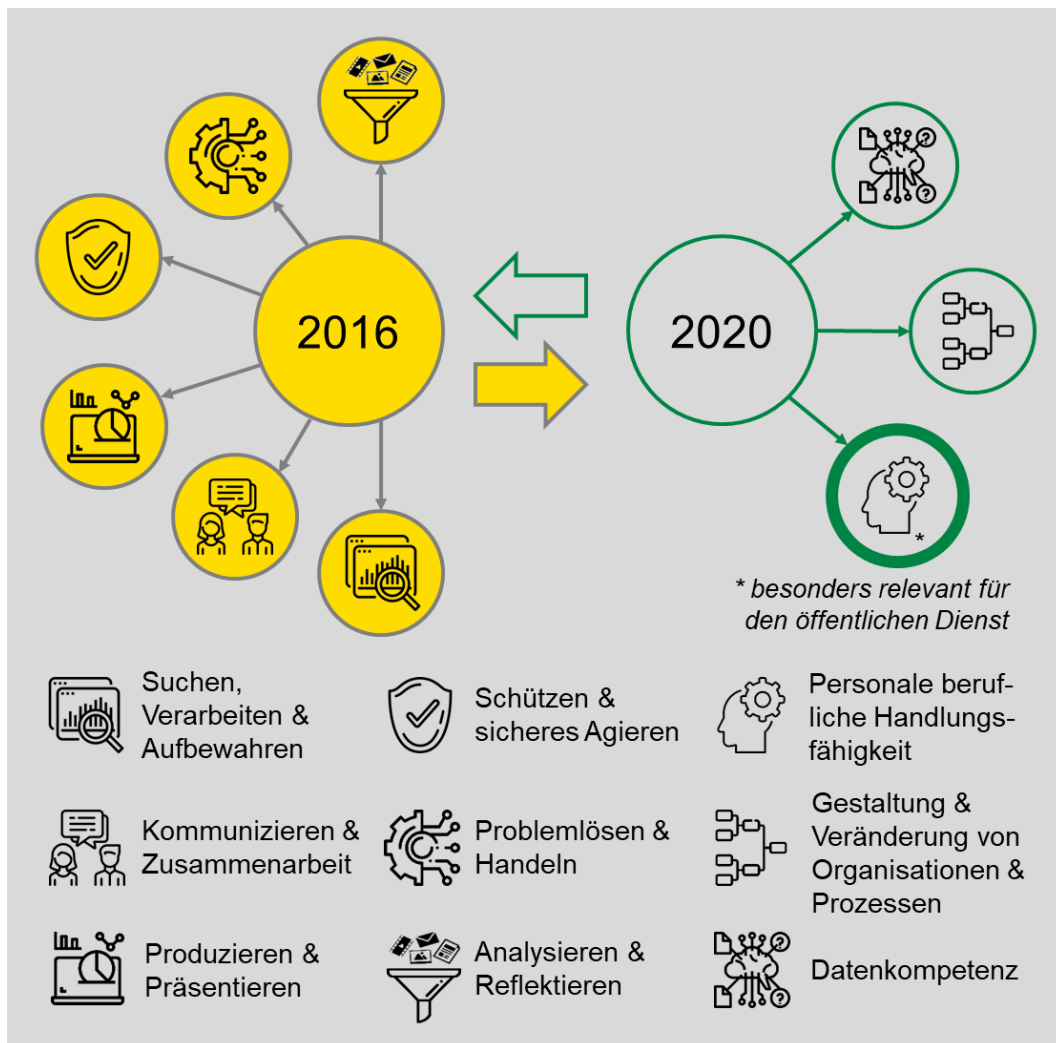 2016
2020
*
* besonders relevant für
den öffentlichen Dienst
Suchen,
Verarbeiten &
Aufbewahren
Schützen &
sicheres Agieren
Personale beruf-
liche Handlungs-
fähigkeit
Kommunizieren &
Zusammenarbeit
Problemlösen &
Handeln
Gestaltung &
Veränderung von
Organisationen &
Prozessen
Produzieren &
Präsentieren
Analysieren &
Reflektieren
Datenkompetenz